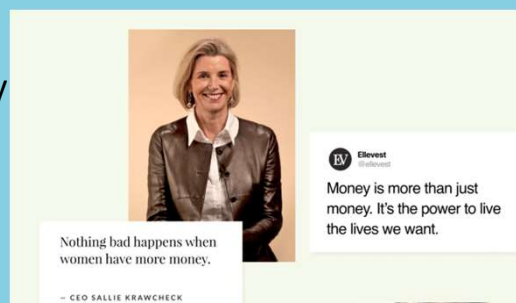 EV
Ellevest
@ellevest
Money is more than just
money. It's the power to live
the lives we want.
Nothing bad happens when
women have more money.
– CEO SALLIE KRAWCHECK